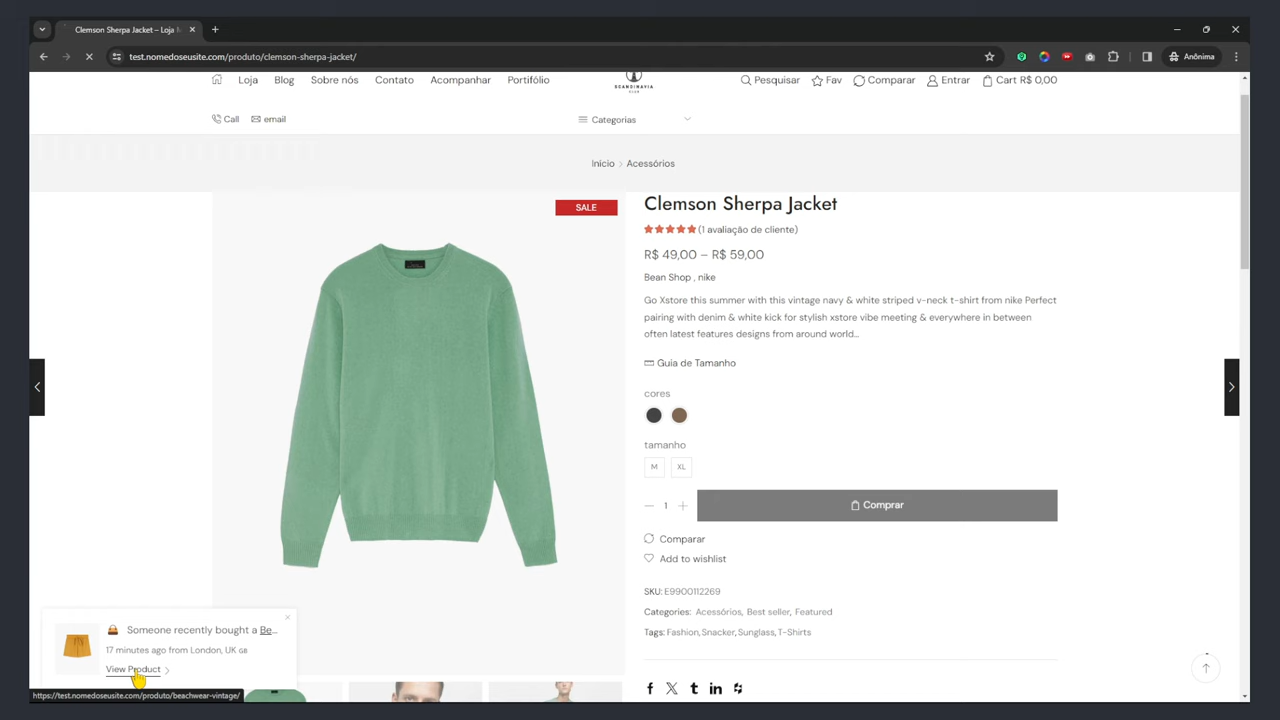 Clemson Sherpa Jacket – Loja
test.nomedoseusite.com/produto/clemson-sherpa-jacket/
Anônima
Loja Blog Sobre nós Contato Acompanhar Portifólio
SCANDINAVIA
CLUB
Pesquisar Fav Comparar Entrar Cart R$ 0,00
Call email
Categorias
Início Acessórios
SALE
Clemson Sherpa Jacket
(1 avaliação de cliente)
R$ 49,00 – R$ 59,00
Bean Shop , nike
Go Xstore this summer with this vintage navy & white striped v-neck t-shirt from nike Perfect
pairing with denim & white kick for stylish xstore vibe meeting & everywhere in between
often latest features designs from around world...
Guia de Tamanho
cores
tamanho
M XL
1
Comprar
Comparar
Add to wishlist
SKU: E9900112269
Categories: Acessórios, Best seller, Featured
Tags: Fashion, Snacker, Sunglass, T-Shirts
Someone recently bought a Be...
17 minutes ago from London, UK GB
View Product
https://test.nomedoseusite.com/produto/beachwear-vintage/